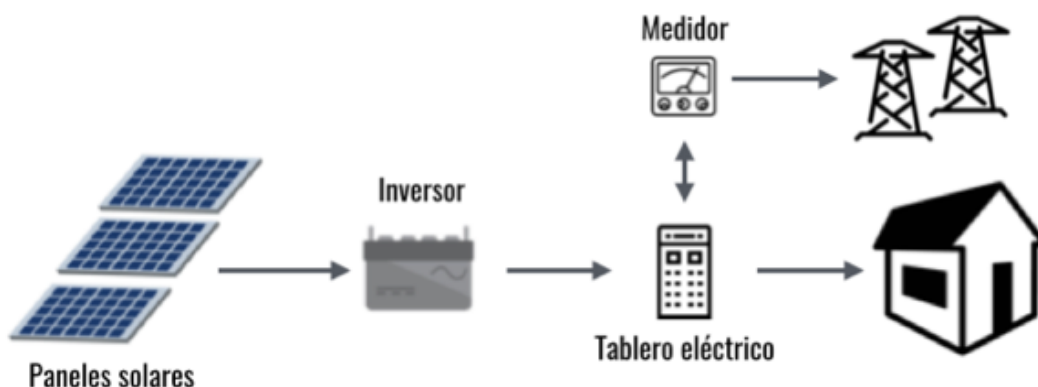 Medidor
Inversor
Tablero eléctrico
Paneles solares